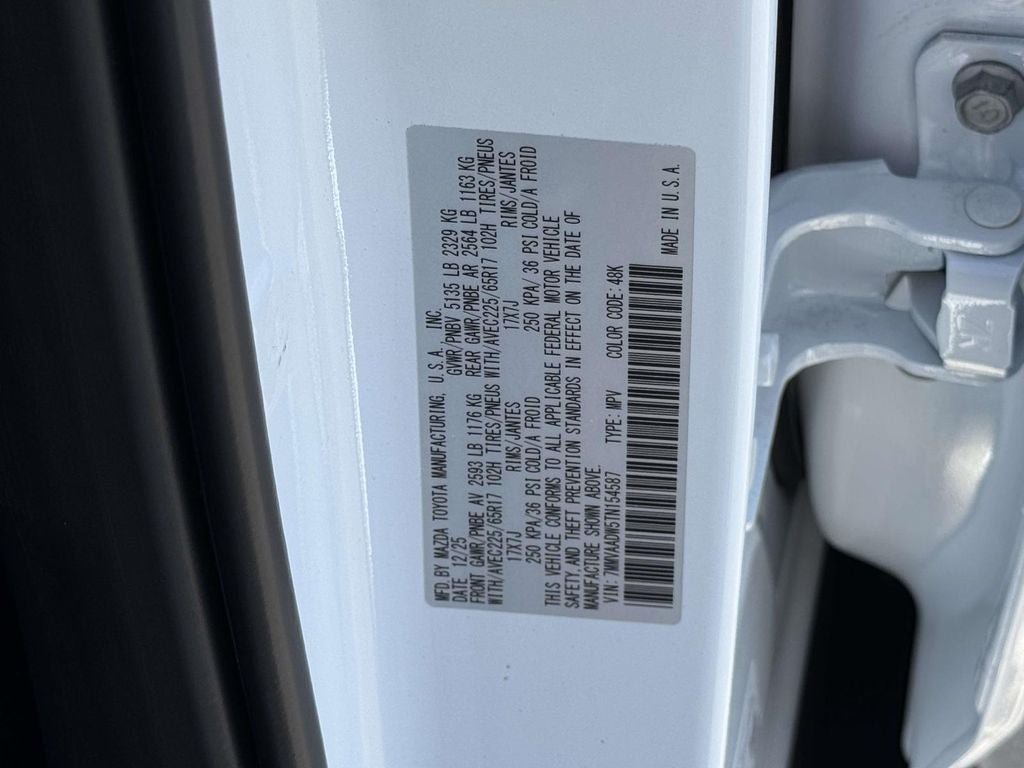 MFD. BY MAZDA TOYOTA MANUFACTURING, U.S.A., INC.
DATE 12/25 GVWR/PNBV 5135 LB 2329 KG
FRONT GAWR/PNBE AV 2593 LB 1176 KG REAR GAWR/PNBE AR 2564 LB 1163 KG
WITH/AVEC225/65R17 102H TIRES/PNEUS WITH/AVEC225/65R17 102H TIRES/PNEUS
17X7J RIMS/JANTES 17X7J RIMS/JANTES
250 KPA/36 PSI COLD/A FROID 250 KPA/36 PSI COLD/A FROID
THIS VEHICLE CONFORMS TO ALL APPLICABLE FEDERAL MOTOR VEHICLE
SAFETY, AND THEFT PREVENTION STANDARDS IN EFFECT ON THE DATE OF
MANUFACTURE SHOWN ABOVE.
VIN: 7MMVAADW5TN154587 TYPE: MPV COLOR CODE: 48K
MADE IN U.S.A.